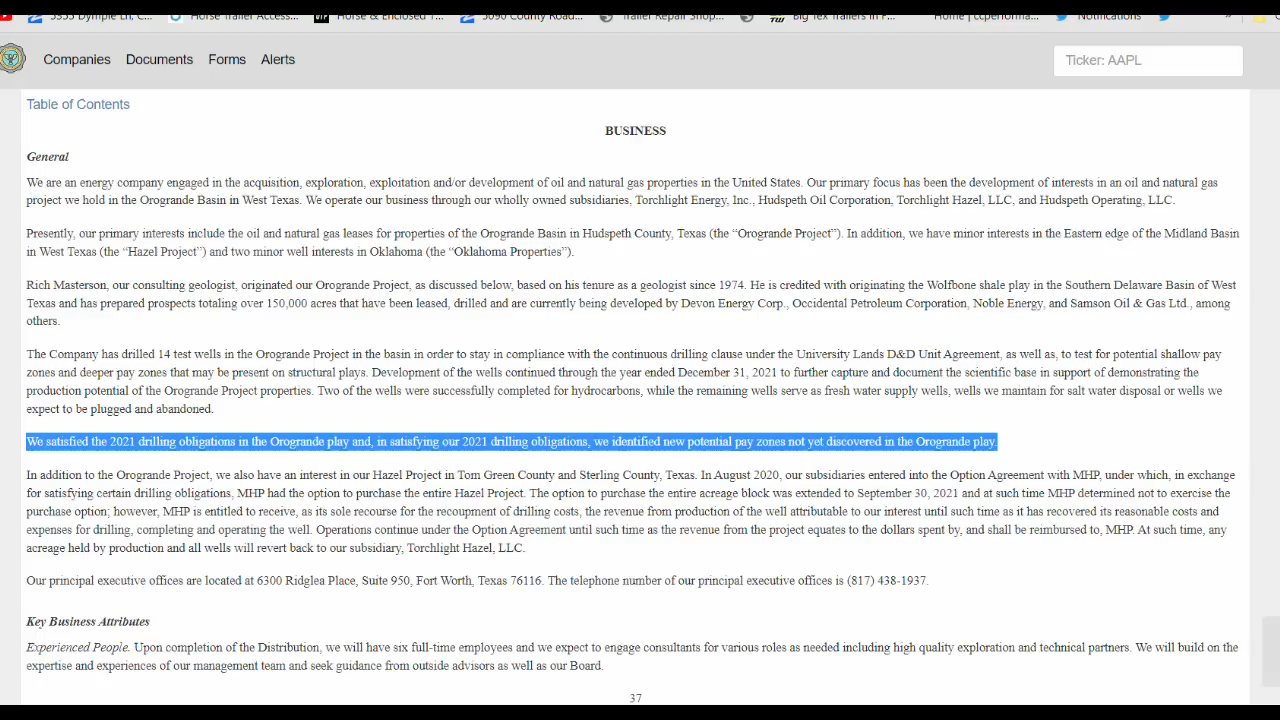 5555 Dymple Ln, C...
Horse Trailer Access...
Horse & Enclosed T...
5090 County Road...
Trailer Repair Shop...
Big Tex Trailers in F...
Home | ccperforma...
Notifications
»
Companies Documents Forms Alerts
Ticker: AAPL
Table of Contents
BUSINESS
General
We are an energy company engaged in the acquisition, exploration, exploitation and/or development of oil and natural gas properties in the United States. Our primary focus has been the development of interests in an oil and natural gas
project we hold in the Orogrande Basin in West Texas. We operate our business through our wholly owned subsidiaries, Torchlight Energy, Inc., Hudspeth Oil Corporation, Torchlight Hazel, LLC, and Hudspeth Operating, LLC.
Presently, our primary interests include the oil and natural gas leases for properties of the Orogrande Basin in Hudspeth County, Texas (the “Orogrande Project”). In addition, we have minor interests in the Eastern edge of the Midland Basin
in West Texas (the “Hazel Project”) and two minor well interests in Oklahoma (the “Oklahoma Properties”).
Rich Masterson, our consulting geologist, originated our Orogrande Project, as discussed below, based on his tenure as a geologist since 1974. He is credited with originating the Wolfbone shale play in the Southern Delaware Basin of West
Texas and has prepared prospects totaling over 150,000 acres that have been leased, drilled and are currently being developed by Devon Energy Corp., Occidental Petroleum Corporation, Noble Energy, and Samson Oil & Gas Ltd., among
others.
The Company has drilled 14 test wells in the Orogrande Project in the basin in order to stay in compliance with the continuous drilling clause under the University Lands D&D Unit Agreement, as well as, to test for potential shallow pay
zones and deeper pay zones that may be present on structural plays. Development of the wells continued through the year ended December 31, 2021 to further capture and document the scientific base in support of demonstrating the
production potential of the Orogrande Project properties. Two of the wells were successfully completed for hydrocarbons, while the remaining wells serve as fresh water supply wells, wells we maintain for salt water disposal or wells we
expect to be plugged and abandoned.
We satisfied the 2021 drilling obligations in the Orogrande play and, in satisfying our 2021 drilling obligations, we identified new potential pay zones not yet discovered in the Orogrande play.
In addition to the Orogrande Project, we also have an interest in our Hazel Project in Tom Green County and Sterling County, Texas. In August 2020, our subsidiaries entered into the Option Agreement with MHP, under which, in exchange
for satisfying certain drilling obligations, MHP had the option to purchase the entire Hazel Project. The option to purchase the entire acreage block was extended to September 30, 2021 and at such time MHP determined not to exercise the
purchase option; however, MHP is entitled to receive, as its sole recourse for the recoupment of drilling costs, the revenue from production of the well attributable to our interest until such time as it has recovered its reasonable costs and
expenses for drilling, completing and operating the well. Operations continue under the Option Agreement until such time as the revenue from the project equates to the dollars spent by, and shall be reimbursed to, MHP. At such time, any
acreage held by production and all wells will revert back to our subsidiary, Torchlight Hazel, LLC.
Our principal executive offices are located at 6300 Ridglea Place, Suite 950, Fort Worth, Texas 76116. The telephone number of our principal executive offices is (817) 438-1937.
Key Business Attributes
Experienced People. Upon completion of the Distribution, we will have six full-time employees and we expect to engage consultants for various roles as needed including high quality exploration and technical partners. We will build on the
expertise and experiences of our management team and seek guidance from outside advisors as well as our Board.
37